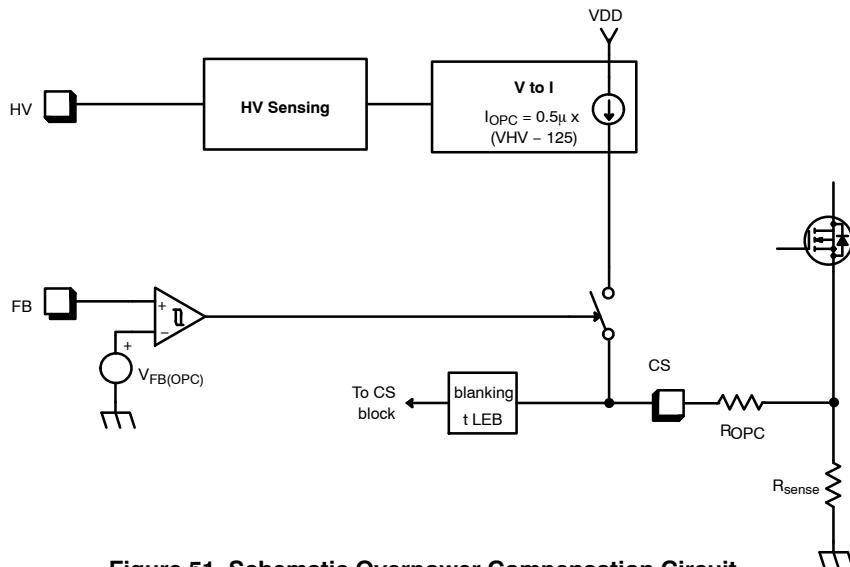 VDD
HV
HV Sensing
V to I
IOPC = 0.5μ x
(VHV − 125)
FB
+
−
+
VFB(OPC)
To CS
block
blanking
t LEB
CS
ROPC
Rsense
Figure 51. Schematic Overpower Compensation Circuit